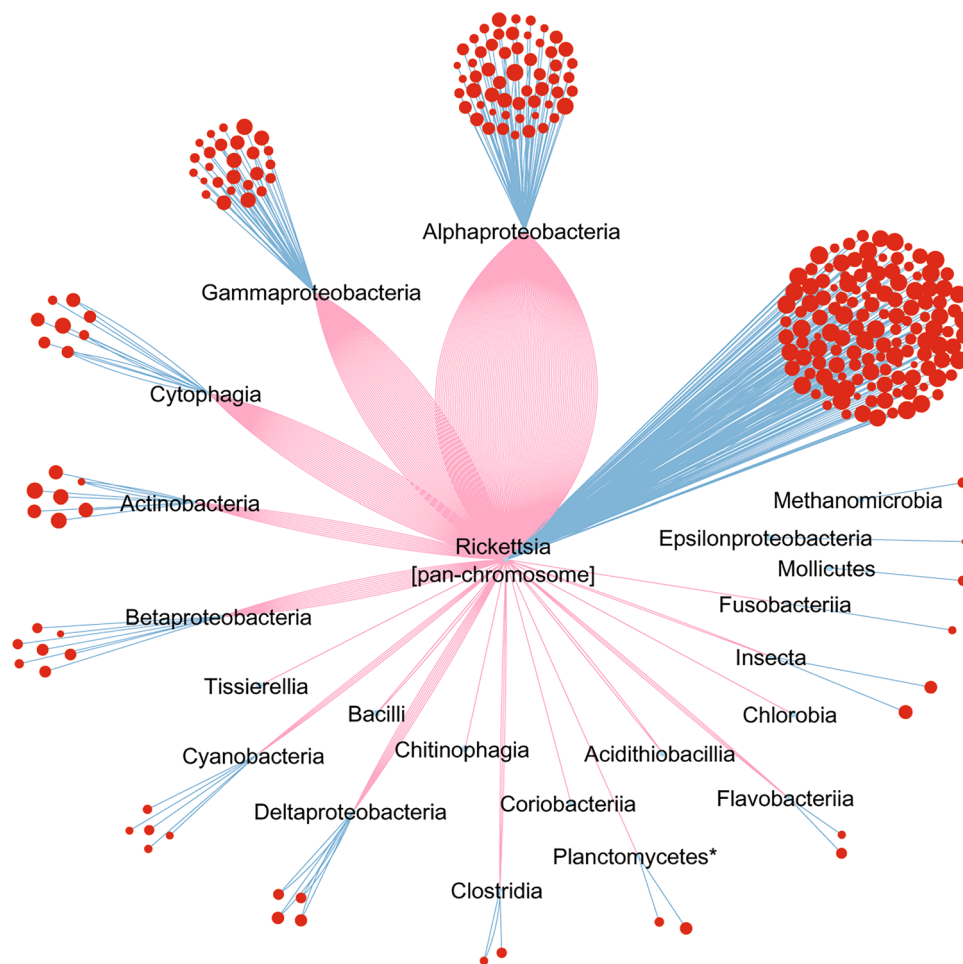 Alphaproteobacteria
Gammaproteobacteria
Cytophagia
Methanomicrobia
Actinobacteria
Epsilonproteobacteria
Rickettsia
[pan-chromosome]
Mollicutes
Fusobacteriia
Betaproteobacteria
Insecta
Tissierellia
Bacilli
Chlorobia
Chitinophagia
Acidithiobacillia
Cyanobacteria
Flavobacteriia
Coriobacteriia
Deltaproteobacteria
Planctomycetes*
Clostridia